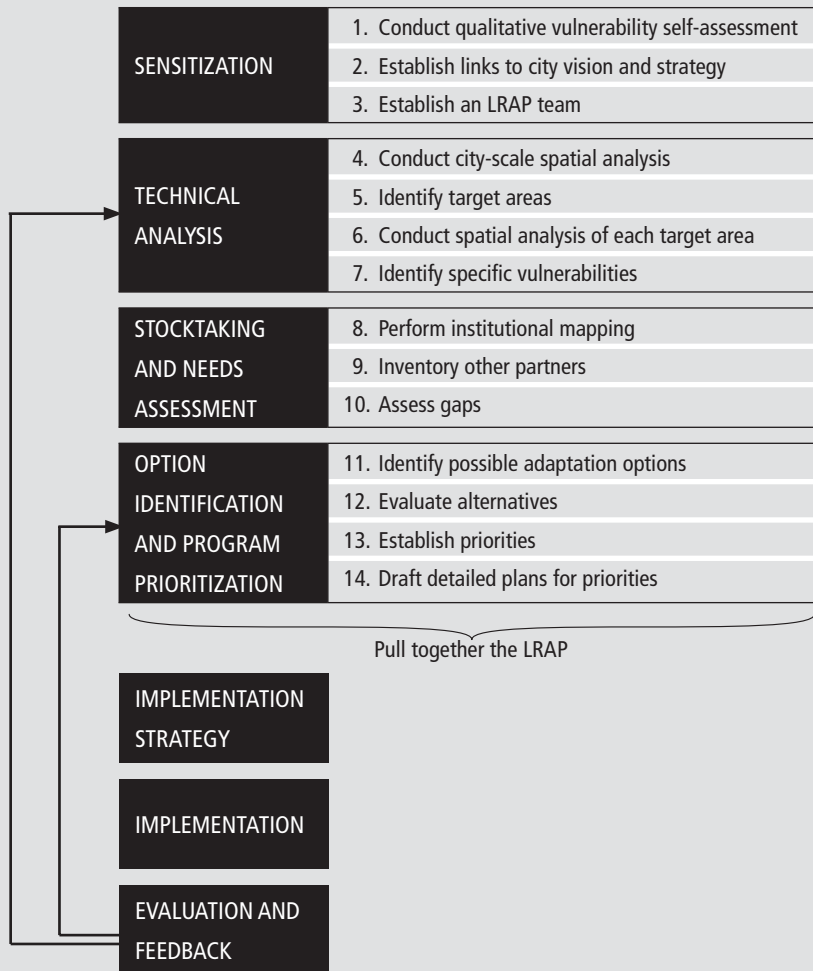 SENSITIZATION
1. Conduct qualitative vulnerability self-assessment
2. Establish links to city vision and strategy
3. Establish an LRAP team
TECHNICAL
ANALYSIS
4. Conduct city-scale spatial analysis
5. Identify target areas
6. Conduct spatial analysis of each target area
7. Identify specific vulnerabilities
STOCKTAKING
AND NEEDS
ASSESSMENT
8. Perform institutional mapping
9. Inventory other partners
10. Assess gaps
OPTION
IDENTIFICATION
AND PROGRAM
PRIORITIZATION
11. Identify possible adaptation options
12. Evaluate alternatives
13. Establish priorities
14. Draft detailed plans for priorities
Pull together the LRAP
IMPLEMENTATION
STRATEGY
IMPLEMENTATION
EVALUATION AND
FEEDBACK